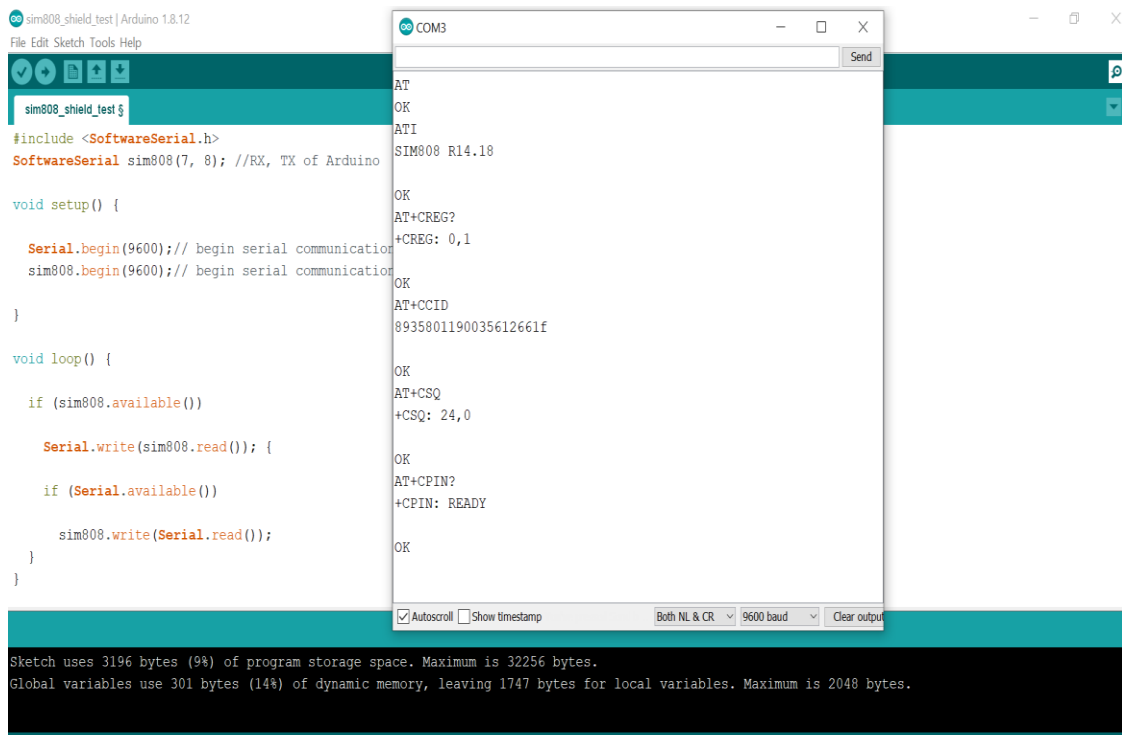 sim808_shield_test | Arduino 1.8.12
File Edit Sketch Tools Help
sim808_shield_test §
#include <SoftwareSerial.h>
SoftwareSerial sim808(7, 8); //RX, TX of Arduino
void setup() {
Serial.begin(9600);// begin serial communication
sim808.begin(9600);// begin serial communication
}
void loop() {
if (sim808.available())
Serial.write(sim808.read()); {
if (Serial.available())
sim808.write(Serial.read());
}
}
COM3
Send
AT
OK
ATI
SIM808 R14.18
OK
AT+CREG?
+CREG: 0,1
OK
AT+CCID
8935801190035612661f
OK
AT+CSQ
+CSQ: 24,0
OK
AT+CPIN?
+CPIN: READY
OK
Autoscroll Show timestamp Both NL & CR 9600 baud Clear output
Sketch uses 3196 bytes (9%) of program storage space. Maximum is 32256 bytes.
Global variables use 301 bytes (14%) of dynamic memory, leaving 1747 bytes for local variables. Maximum is 2048 bytes.